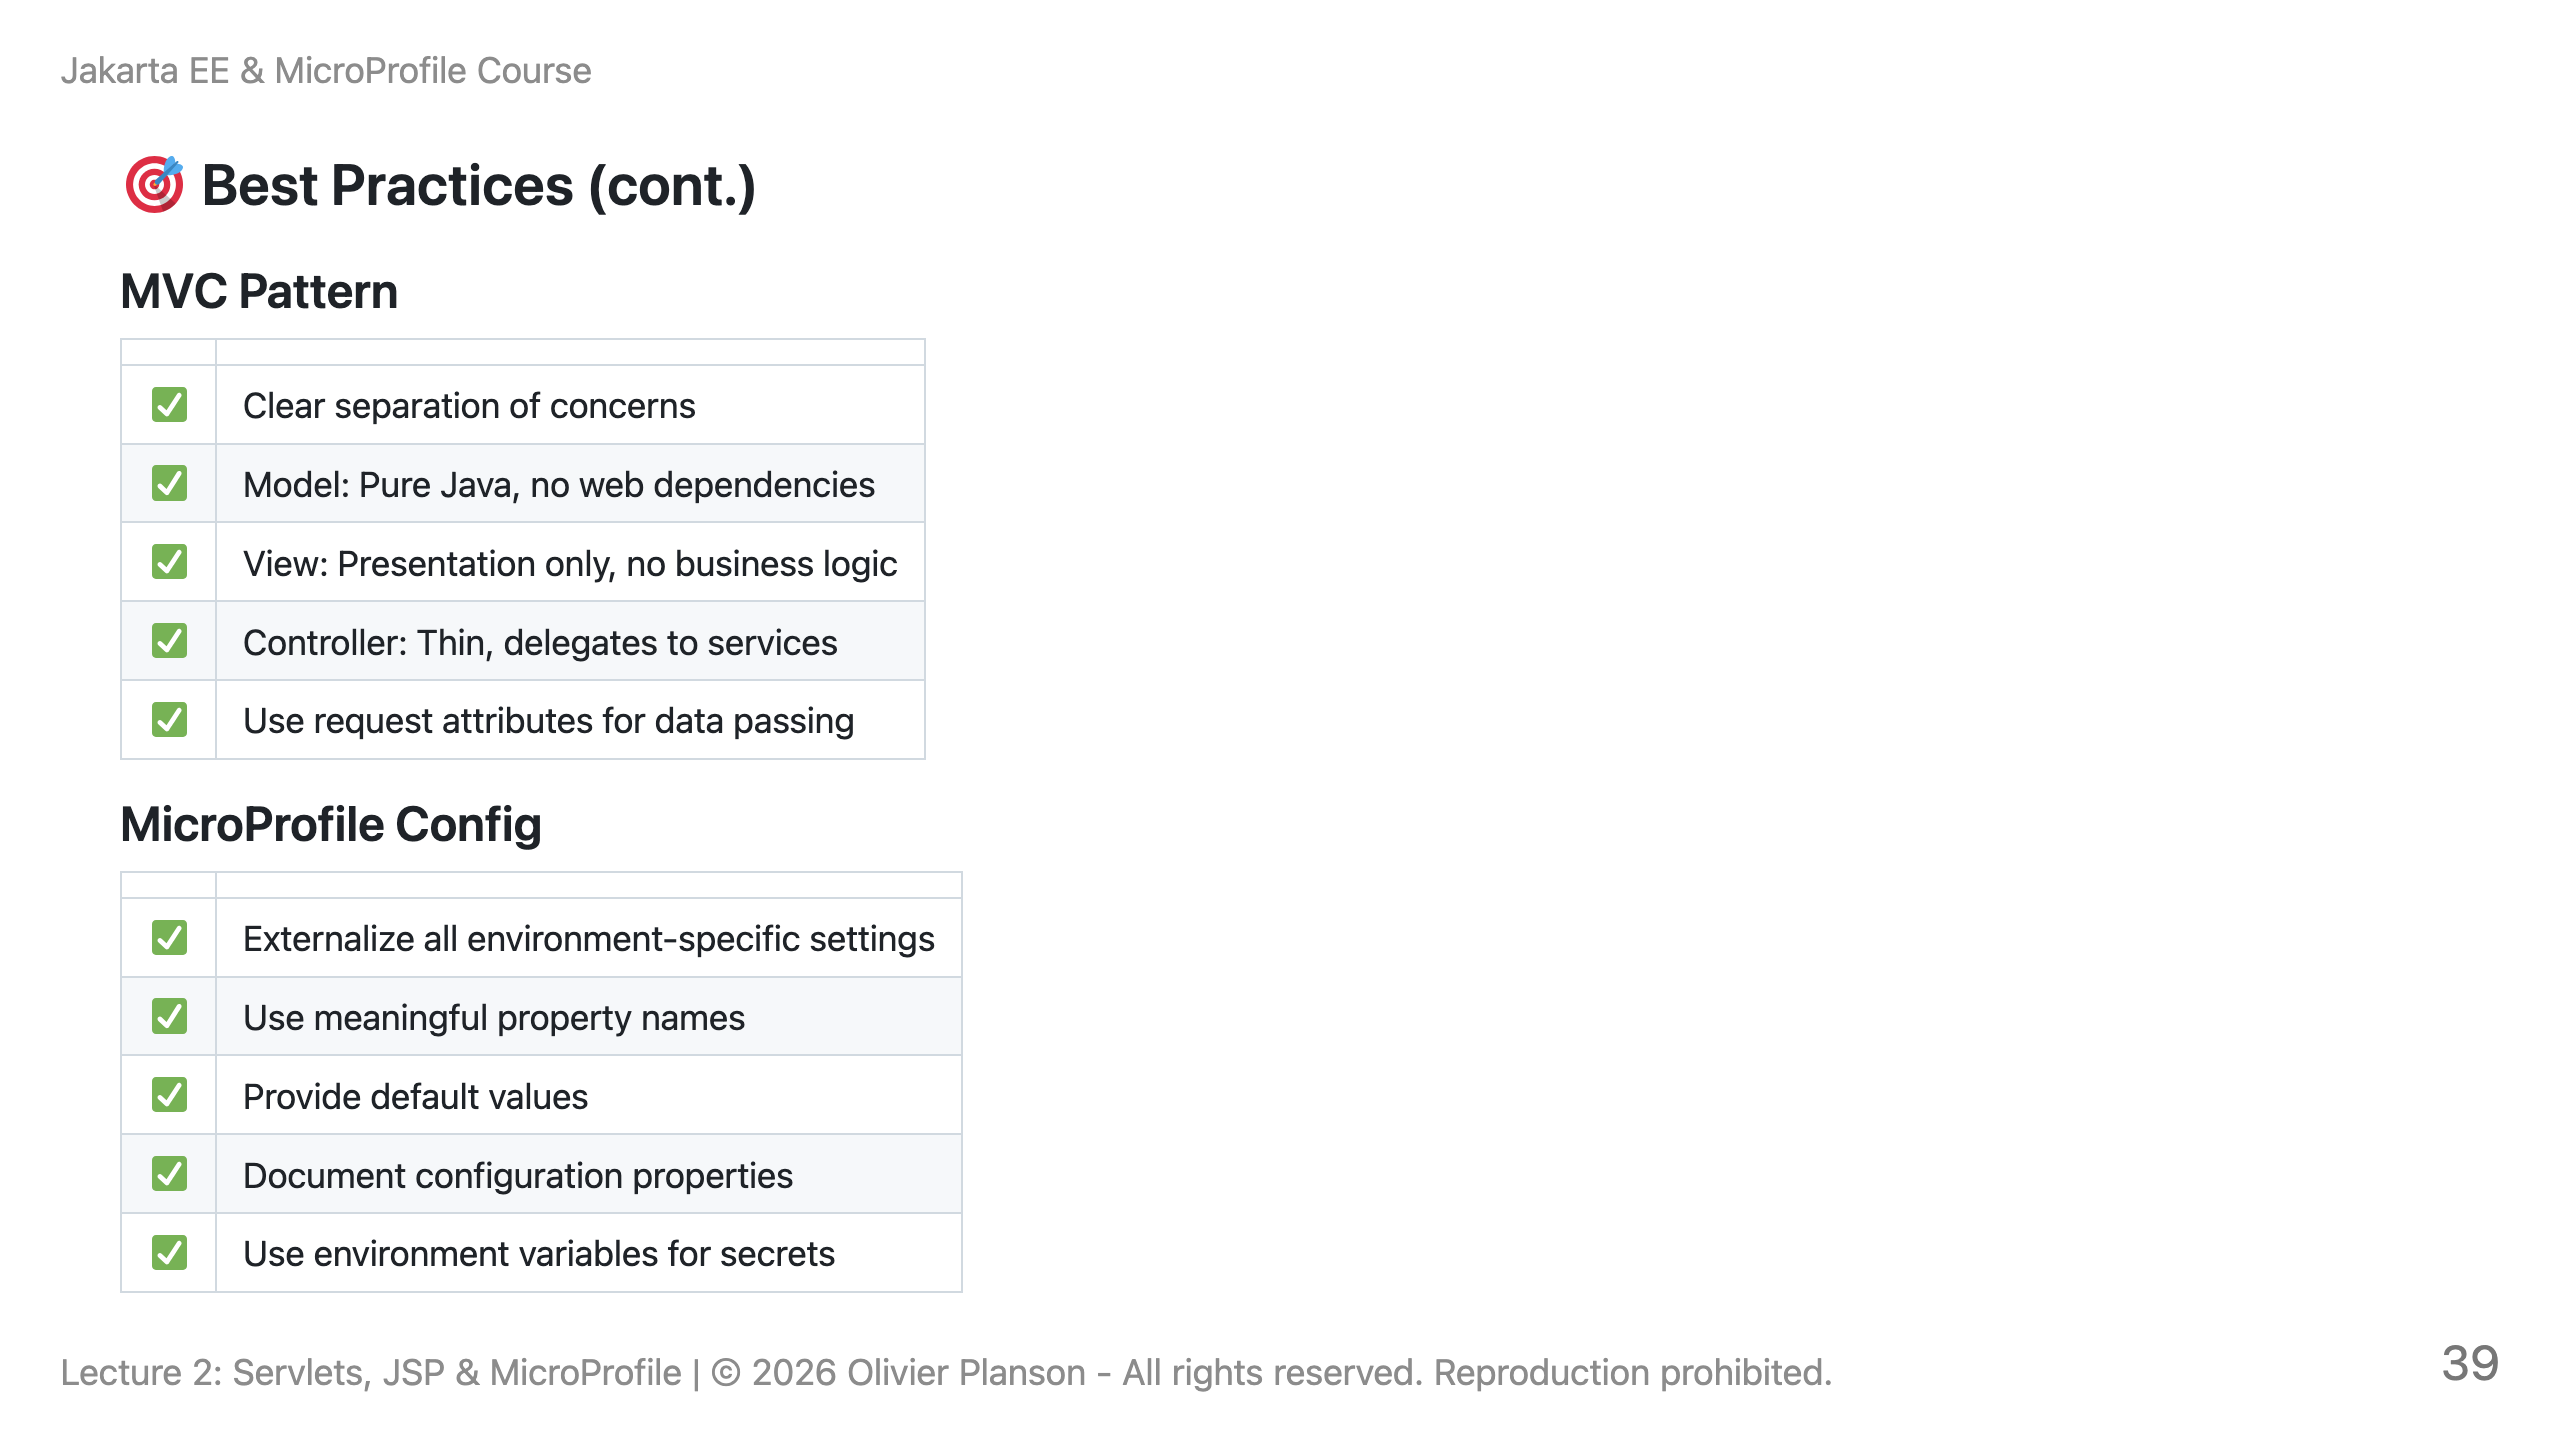 Jakarta EE & MicroProfile Course
🎯 Best Practices (cont.)
MVC Pattern
✅ Clear separation of concerns
✅ Model: Pure Java, no web dependencies
✅ View: Presentation only, no business logic
✅ Controller: Thin, delegates to services
✅ Use request attributes for data passing
MicroProfile Config
✅ Externalize all environment-specific settings
✅ Use meaningful property names
✅ Provide default values
✅ Document configuration properties
✅ Use environment variables for secrets
Lecture 2: Servlets, JSP & MicroProfile | © 2026 Olivier Planson - All rights reserved. Reproduction prohibited.
39